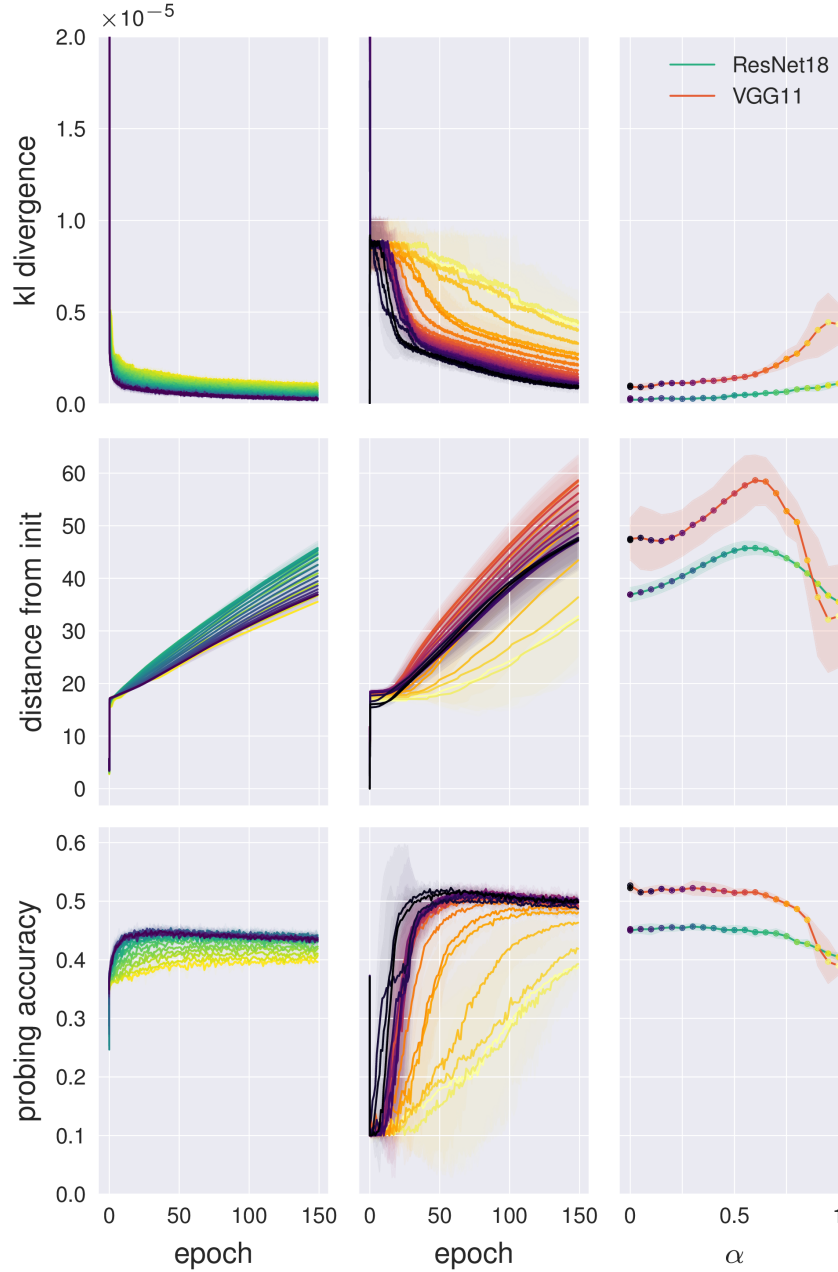 ×10⁻⁵
2.0
1.5
1.0
0.5
0.0
kl divergence
ResNet18
VGG11
60
50
40
30
20
10
0
distance from init
0.6
0.5
0.4
0.3
0.2
0.1
0.0
probing accuracy
0 50 100 150
0 50 100 150
0 0.5 1
epoch
epoch
α